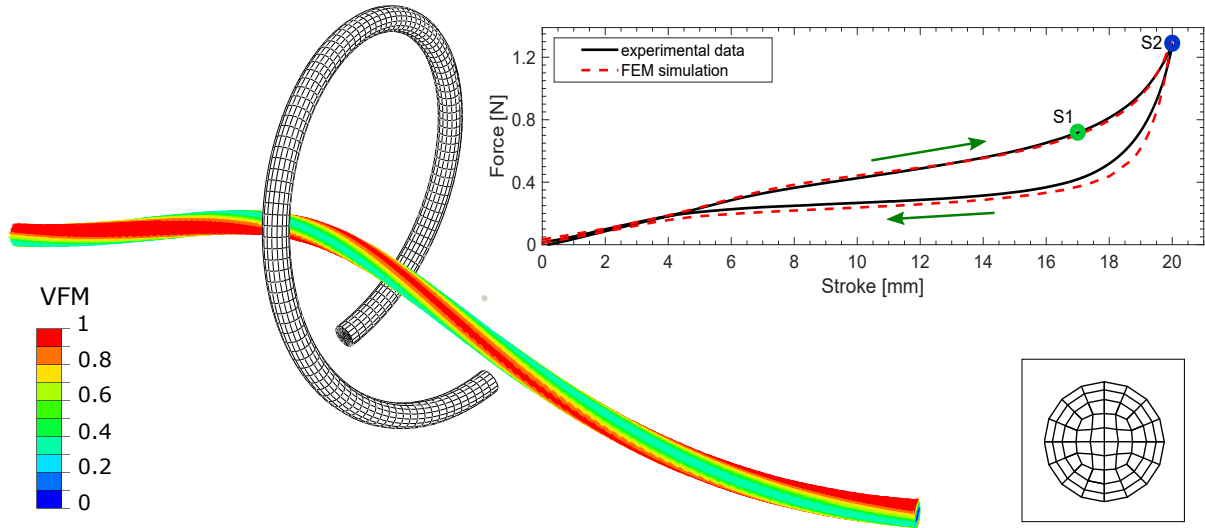 experimental data
FEM simulation
S1
S2
Force [N]
1.2
0.8
0.4
0
0 2 4 6 8 10 12 14 16 18 20
Stroke [mm]
VFM
1
0.8
0.6
0.4
0.2
0